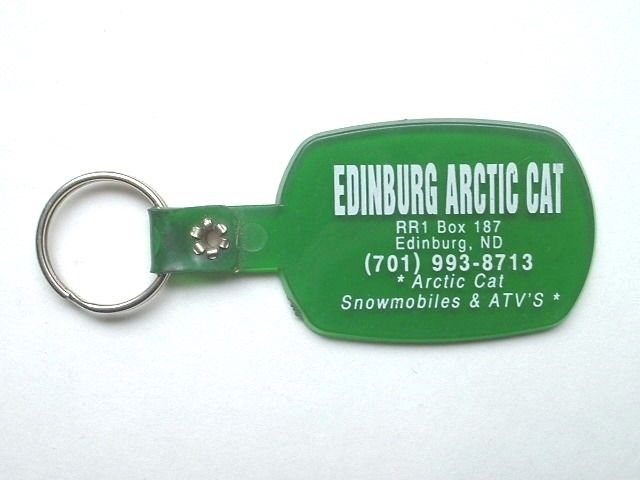 EDINBURG ARCTIC CAT
RR1 Box 187
Edinburg, ND
(701) 993-8713
* Arctic Cat
Snowmobiles & ATV'S *